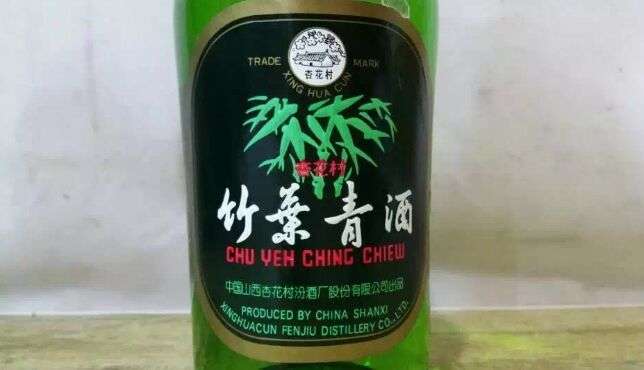 TRADE MARK
杏花村
XING HUA CUN
杏花村
竹葉青酒
CHU YEH CHING CHIEW
中国山西杏花村汾酒厂股份有限公司出品
PRODUCED BY CHINA SHANXI
XINGHUACUN FENJIU DISTILLERY CO.,LTD.